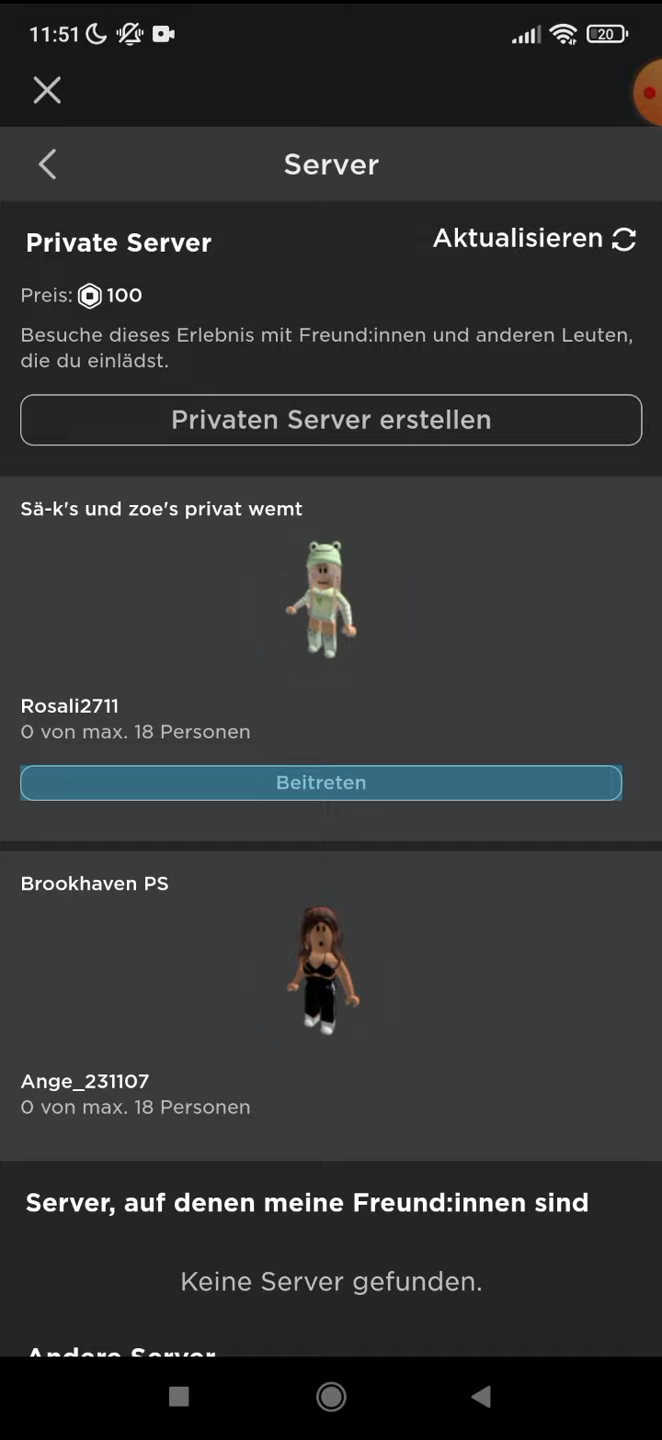 11:51
20
Server
Private Server
Aktualisieren
Preis: 100
Besuche dieses Erlebnis mit Freund:innen und anderen Leuten,
die du einlädst.
Privaten Server erstellen
Sä-k's und zoe's privat wemt
Rosali2711
0 von max. 18 Personen
Beitreten
Brookhaven PS
Ange_231107
0 von max. 18 Personen
Server, auf denen meine Freund:innen sind
Keine Server gefunden.
Andere Server